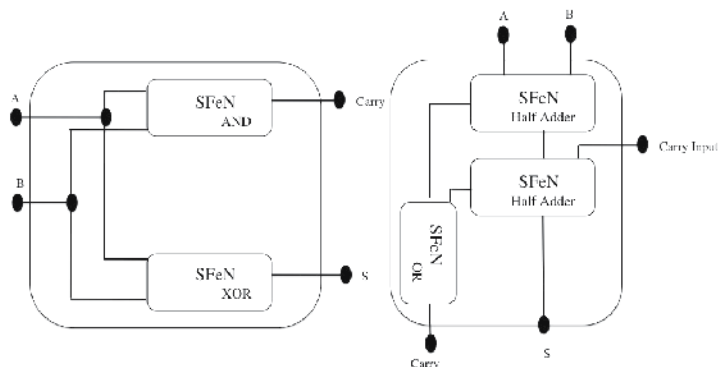 A
B
SFeN
AND
Carry
SFeN
XOR
S
A
B
SFeN
Half Adder
Carry Input
SFeN
Half Adder
SFeN
OR
Carry
S